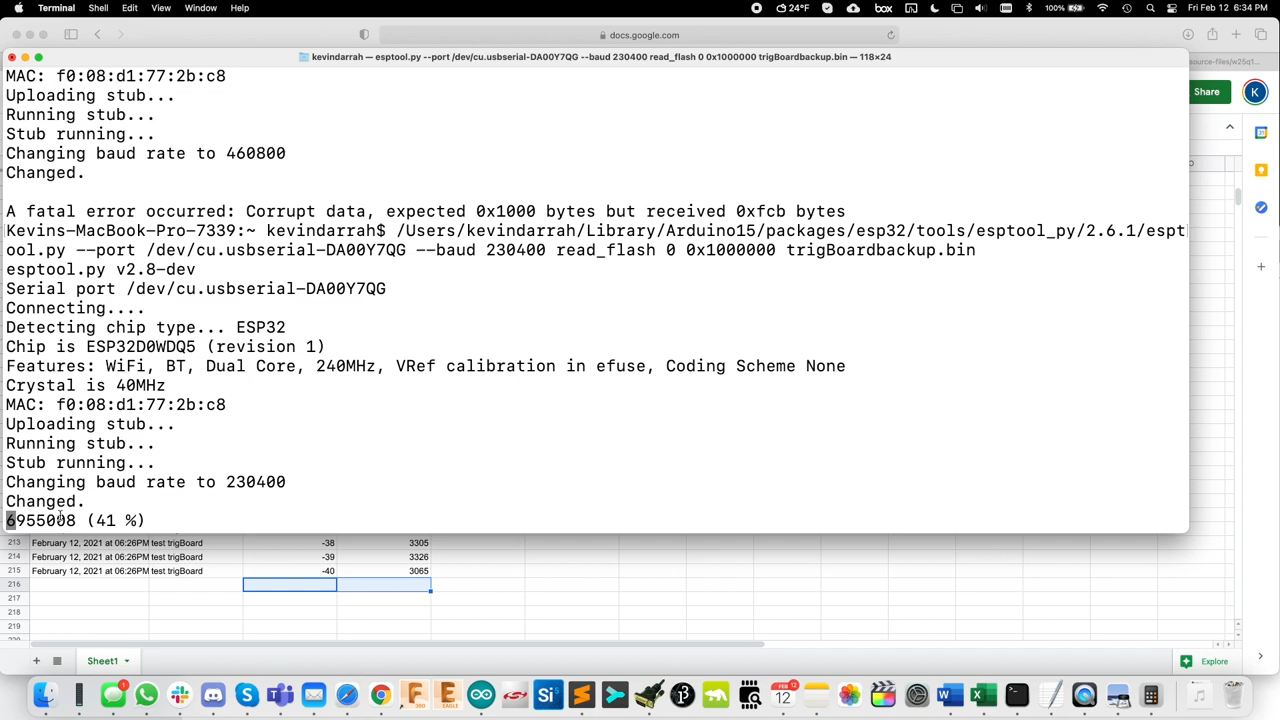 Terminal Shell Edit View Window Help
24°F
box
100%
Fri Feb 12 6:34 PM
docs.google.com
kevindarrah — esptool.py --port /dev/cu.usbserial-DA00Y7QG --baud 230400 read_flash 0 0x1000000 trigBoardbackup.bin — 118×24
MAC: f0:08:d1:77:2b:c8
Uploading stub...
Running stub...
Stub running...
Changing baud rate to 460800
Changed.
A fatal error occurred: Corrupt data, expected 0x1000 bytes but received 0xfcb bytes
Kevins-MacBook-Pro-7339:~ kevindarrah$ /Users/kevindarrah/Library/Arduino15/packages/esp32/tools/esptool_py/2.6.1/espt
ool.py --port /dev/cu.usbserial-DA00Y7QG --baud 230400 read_flash 0 0x1000000 trigBoardbackup.bin
esptool.py v2.8-dev
Serial port /dev/cu.usbserial-DA00Y7QG
Connecting....
Detecting chip type... ESP32
Chip is ESP32D0WDQ5 (revision 1)
Features: WiFi, BT, Dual Core, 240MHz, VRef calibration in efuse, Coding Scheme None
Crystal is 40MHz
MAC: f0:08:d1:77:2b:c8
Uploading stub...
Running stub...
Stub running...
Changing baud rate to 230400
Changed.
6955008 (41 %)
Share
K
213 February 12, 2021 at 06:26PM test trigBoard -38 3305
214 February 12, 2021 at 06:26PM test trigBoard -39 3326
215 February 12, 2021 at 06:26PM test trigBoard -40 3065
216
217
218
219
Sheet1
Explore